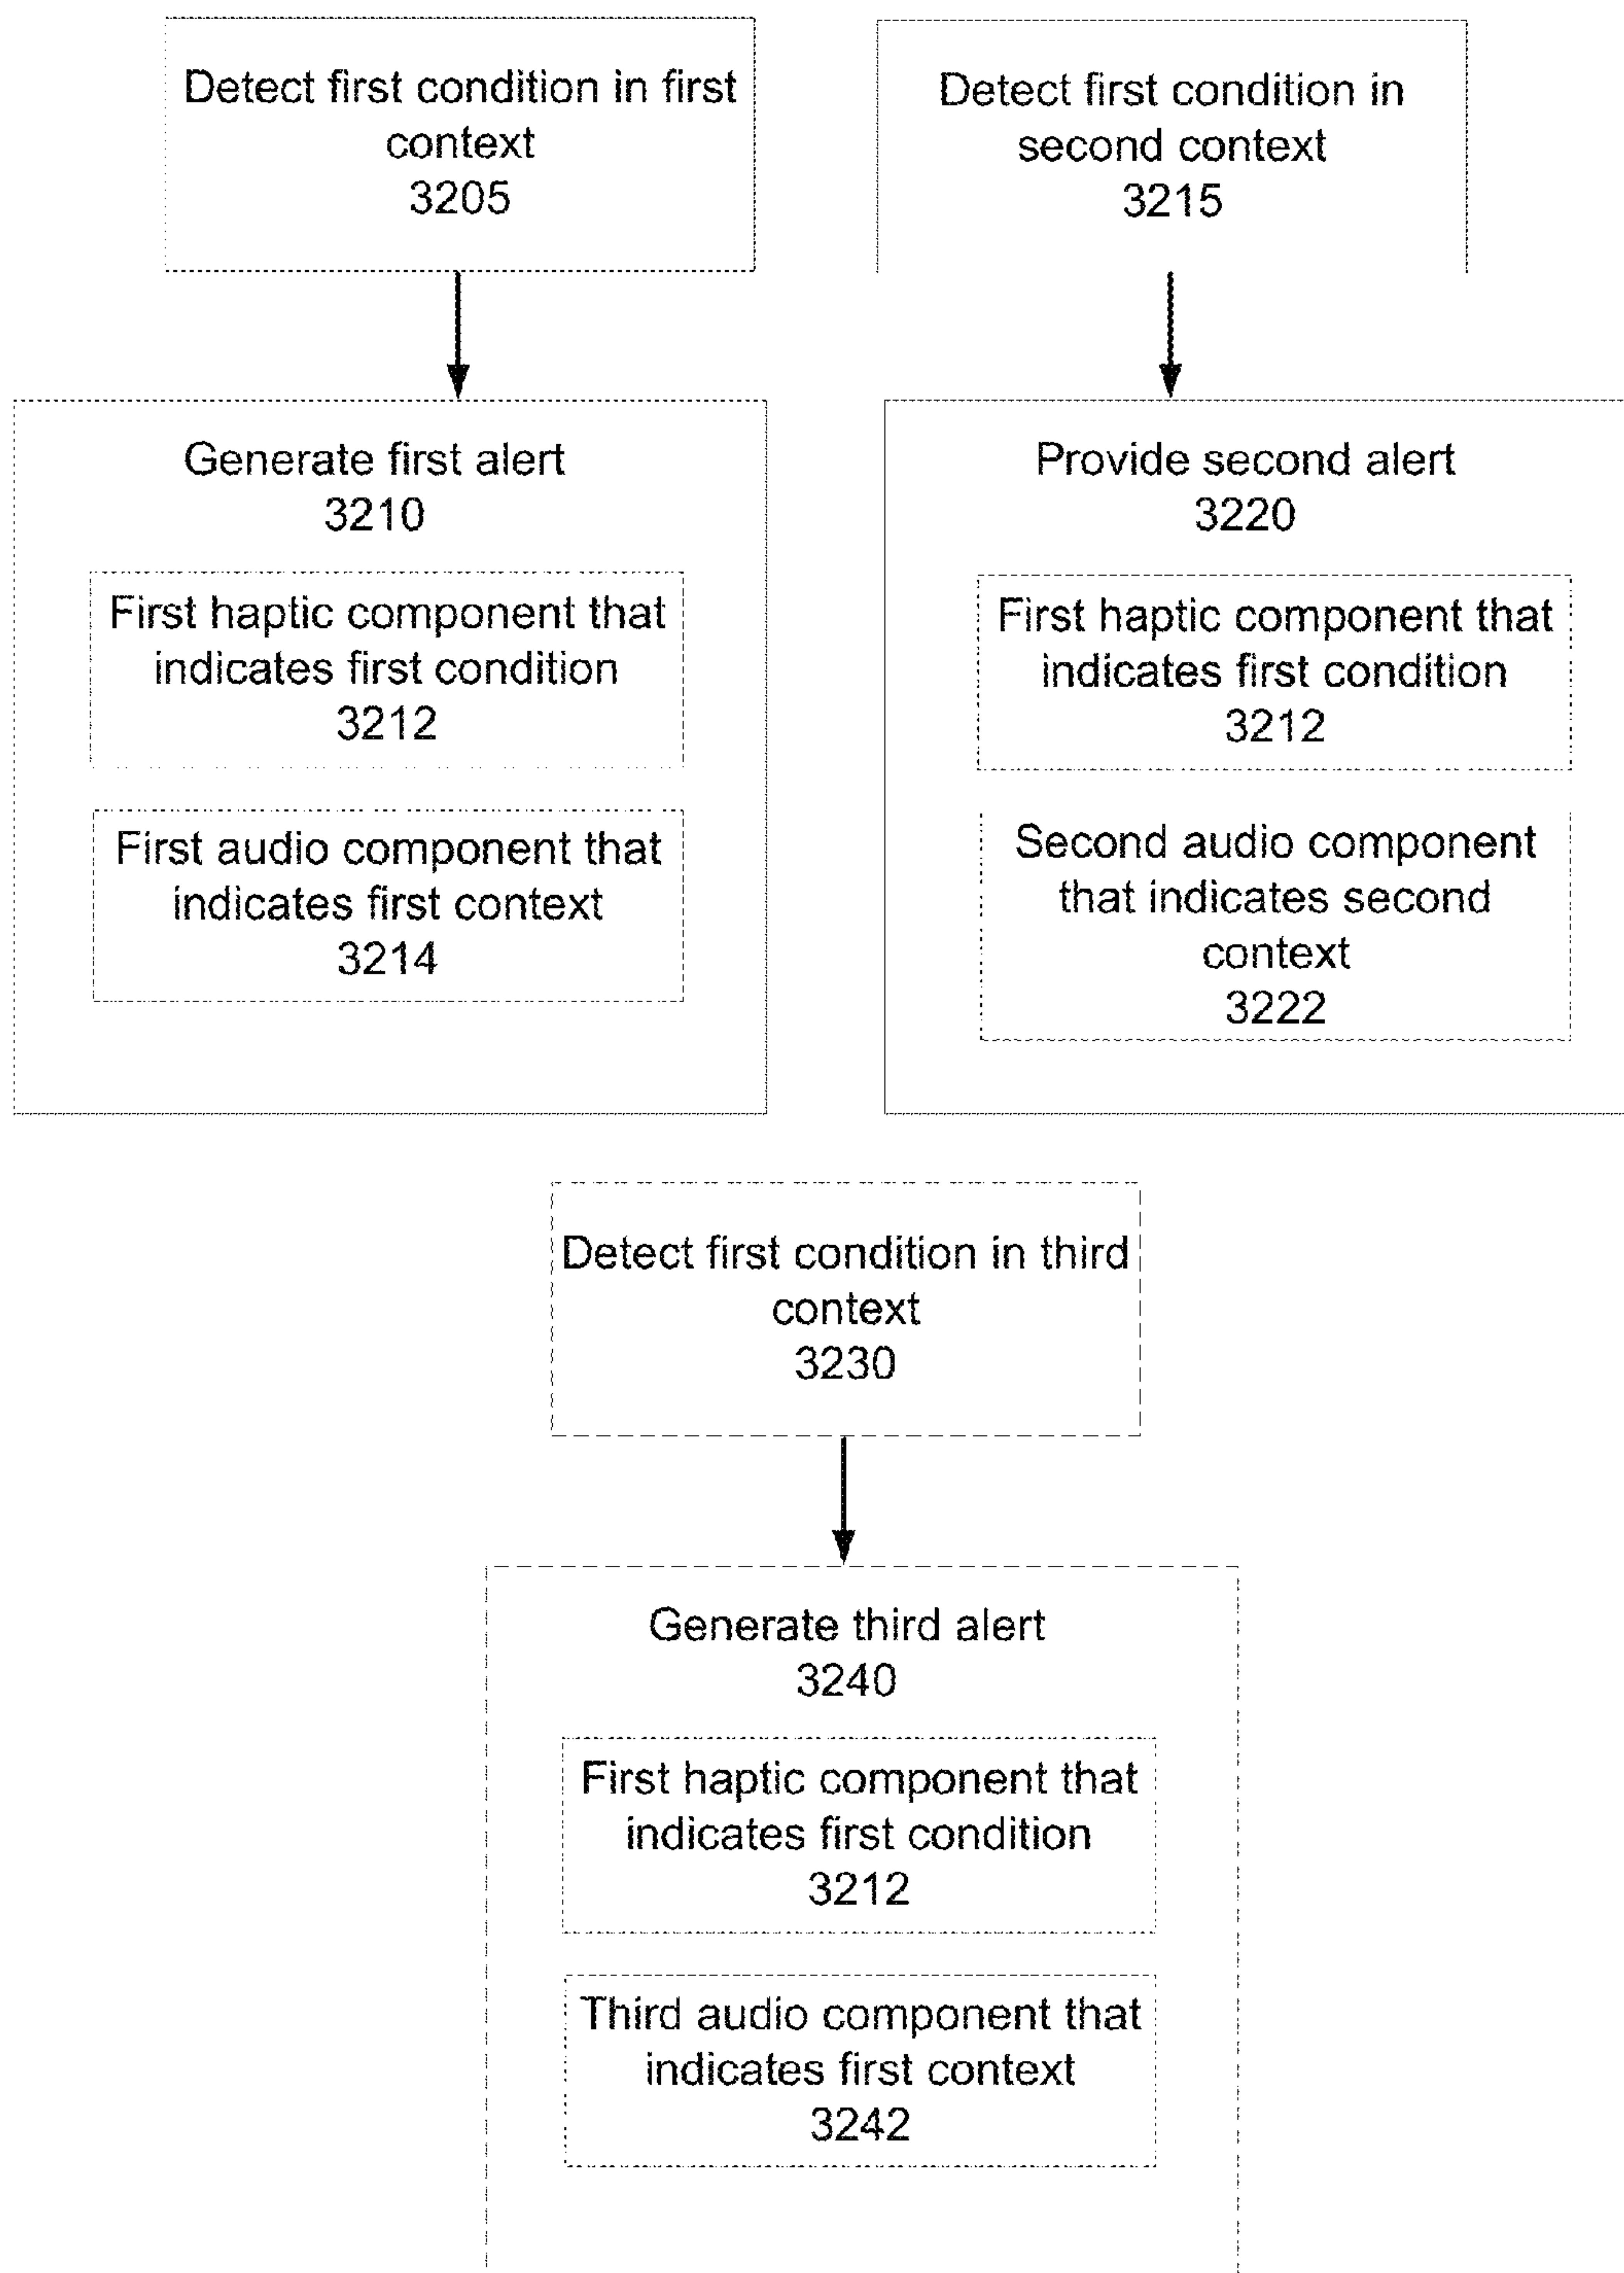 Detect first condition in first
context
3205
Detect first condition in
second context
3215
Generate first alert
3210
First haptic component that
indicates first condition
3212
First audio component that
indicates first context
3214
Provide second alert
3220
First haptic component that
indicates first condition
3212
Second audio component
that indicates second
context
3222
Detect first condition in third
context
3230
Generate third alert
3240
First haptic component that
indicates first condition
3212
Third audio component that
indicates first context
3242